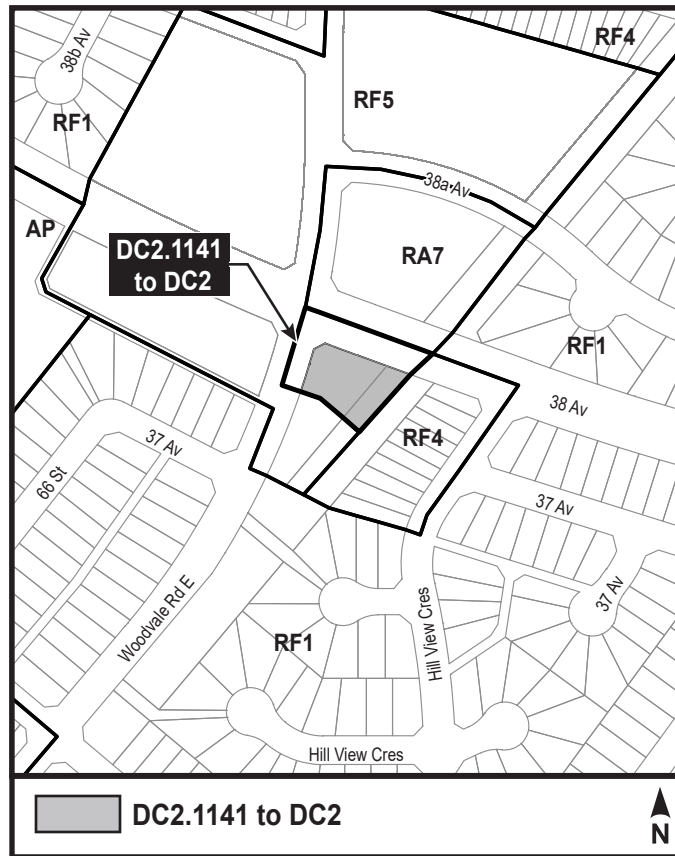 RF4
38b Av
RF5
RF1
38a Av
AP
RA7
DC2.1141
to DC2
RF1
38 Av
RF4
37 Av
66 St
37 Av
37 Av
Woodvale Rd E
Hill View Cres
RF1
Hill View Cres
DC2.1141 to DC2
N